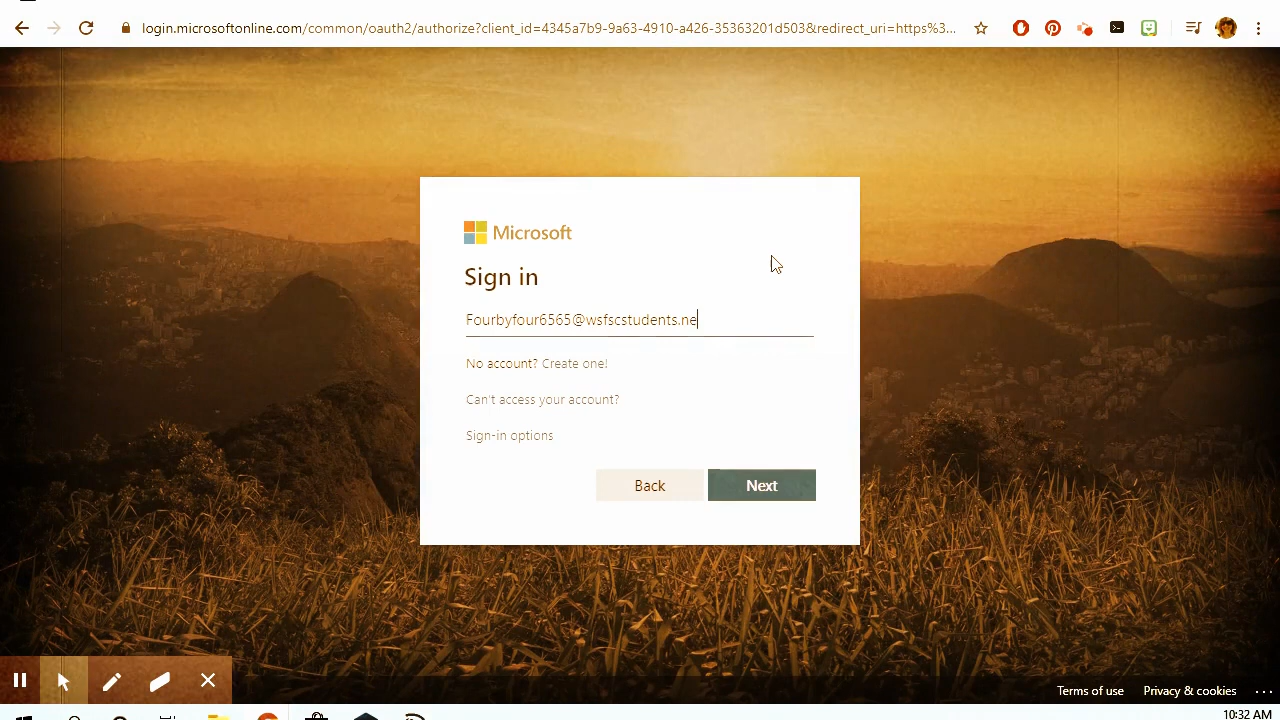 login.microsoftonline.com/common/oauth2/authorize?client_id=4345a7b9-9a63-4910-a426-35363201d503&redirect_uri=https%3...
Microsoft
Sign in
Fourbyfour6565@wsfscstudents.ne
No account? Create one!
Can't access your account?
Sign-in options
Back
Next
Terms of use
Privacy & cookies
...
10:32 AM